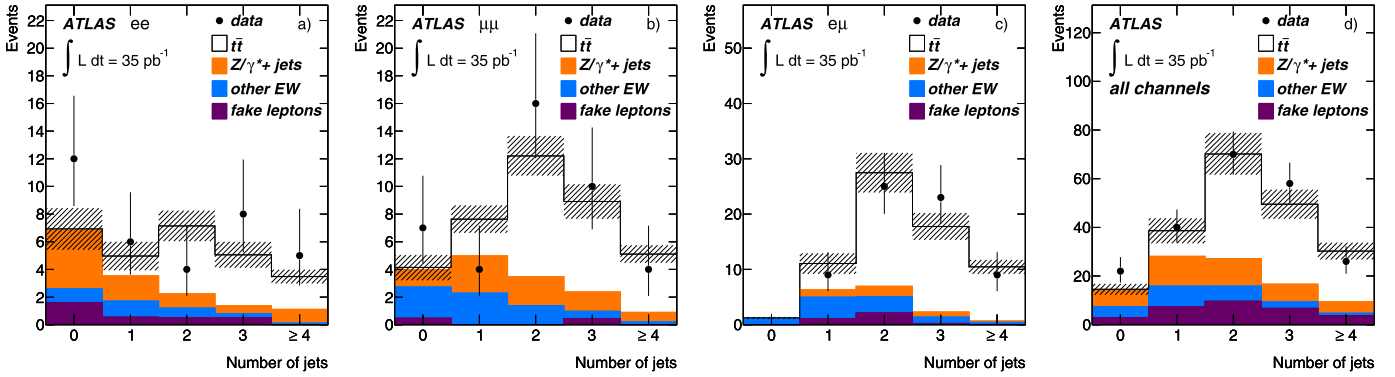 Events
ATLAS ee a)
∫ L dt = 35 pb⁻¹
data
tt̄
Z/γ*+ jets
other EW
fake leptons
22
20
18
16
14
12
10
8
6
4
2
0
0 1 2 3 ≥ 4
Number of jets
Events
ATLAS μμ b)
∫ L dt = 35 pb⁻¹
data
tt̄
Z/γ*+ jets
other EW
fake leptons
22
20
18
16
14
12
10
8
6
4
2
0
0 1 2 3 ≥ 4
Number of jets
Events
ATLAS eμ c)
∫ L dt = 35 pb⁻¹
data
tt̄
Z/γ*+ jets
other EW
fake leptons
50
40
30
20
10
0
0 1 2 3 ≥ 4
Number of jets
Events
ATLAS d)
∫ L dt = 35 pb⁻¹
all channels
data
tt̄
Z/γ*+ jets
other EW
fake leptons
120
100
80
60
40
20
0
0 1 2 3 ≥ 4
Number of jets